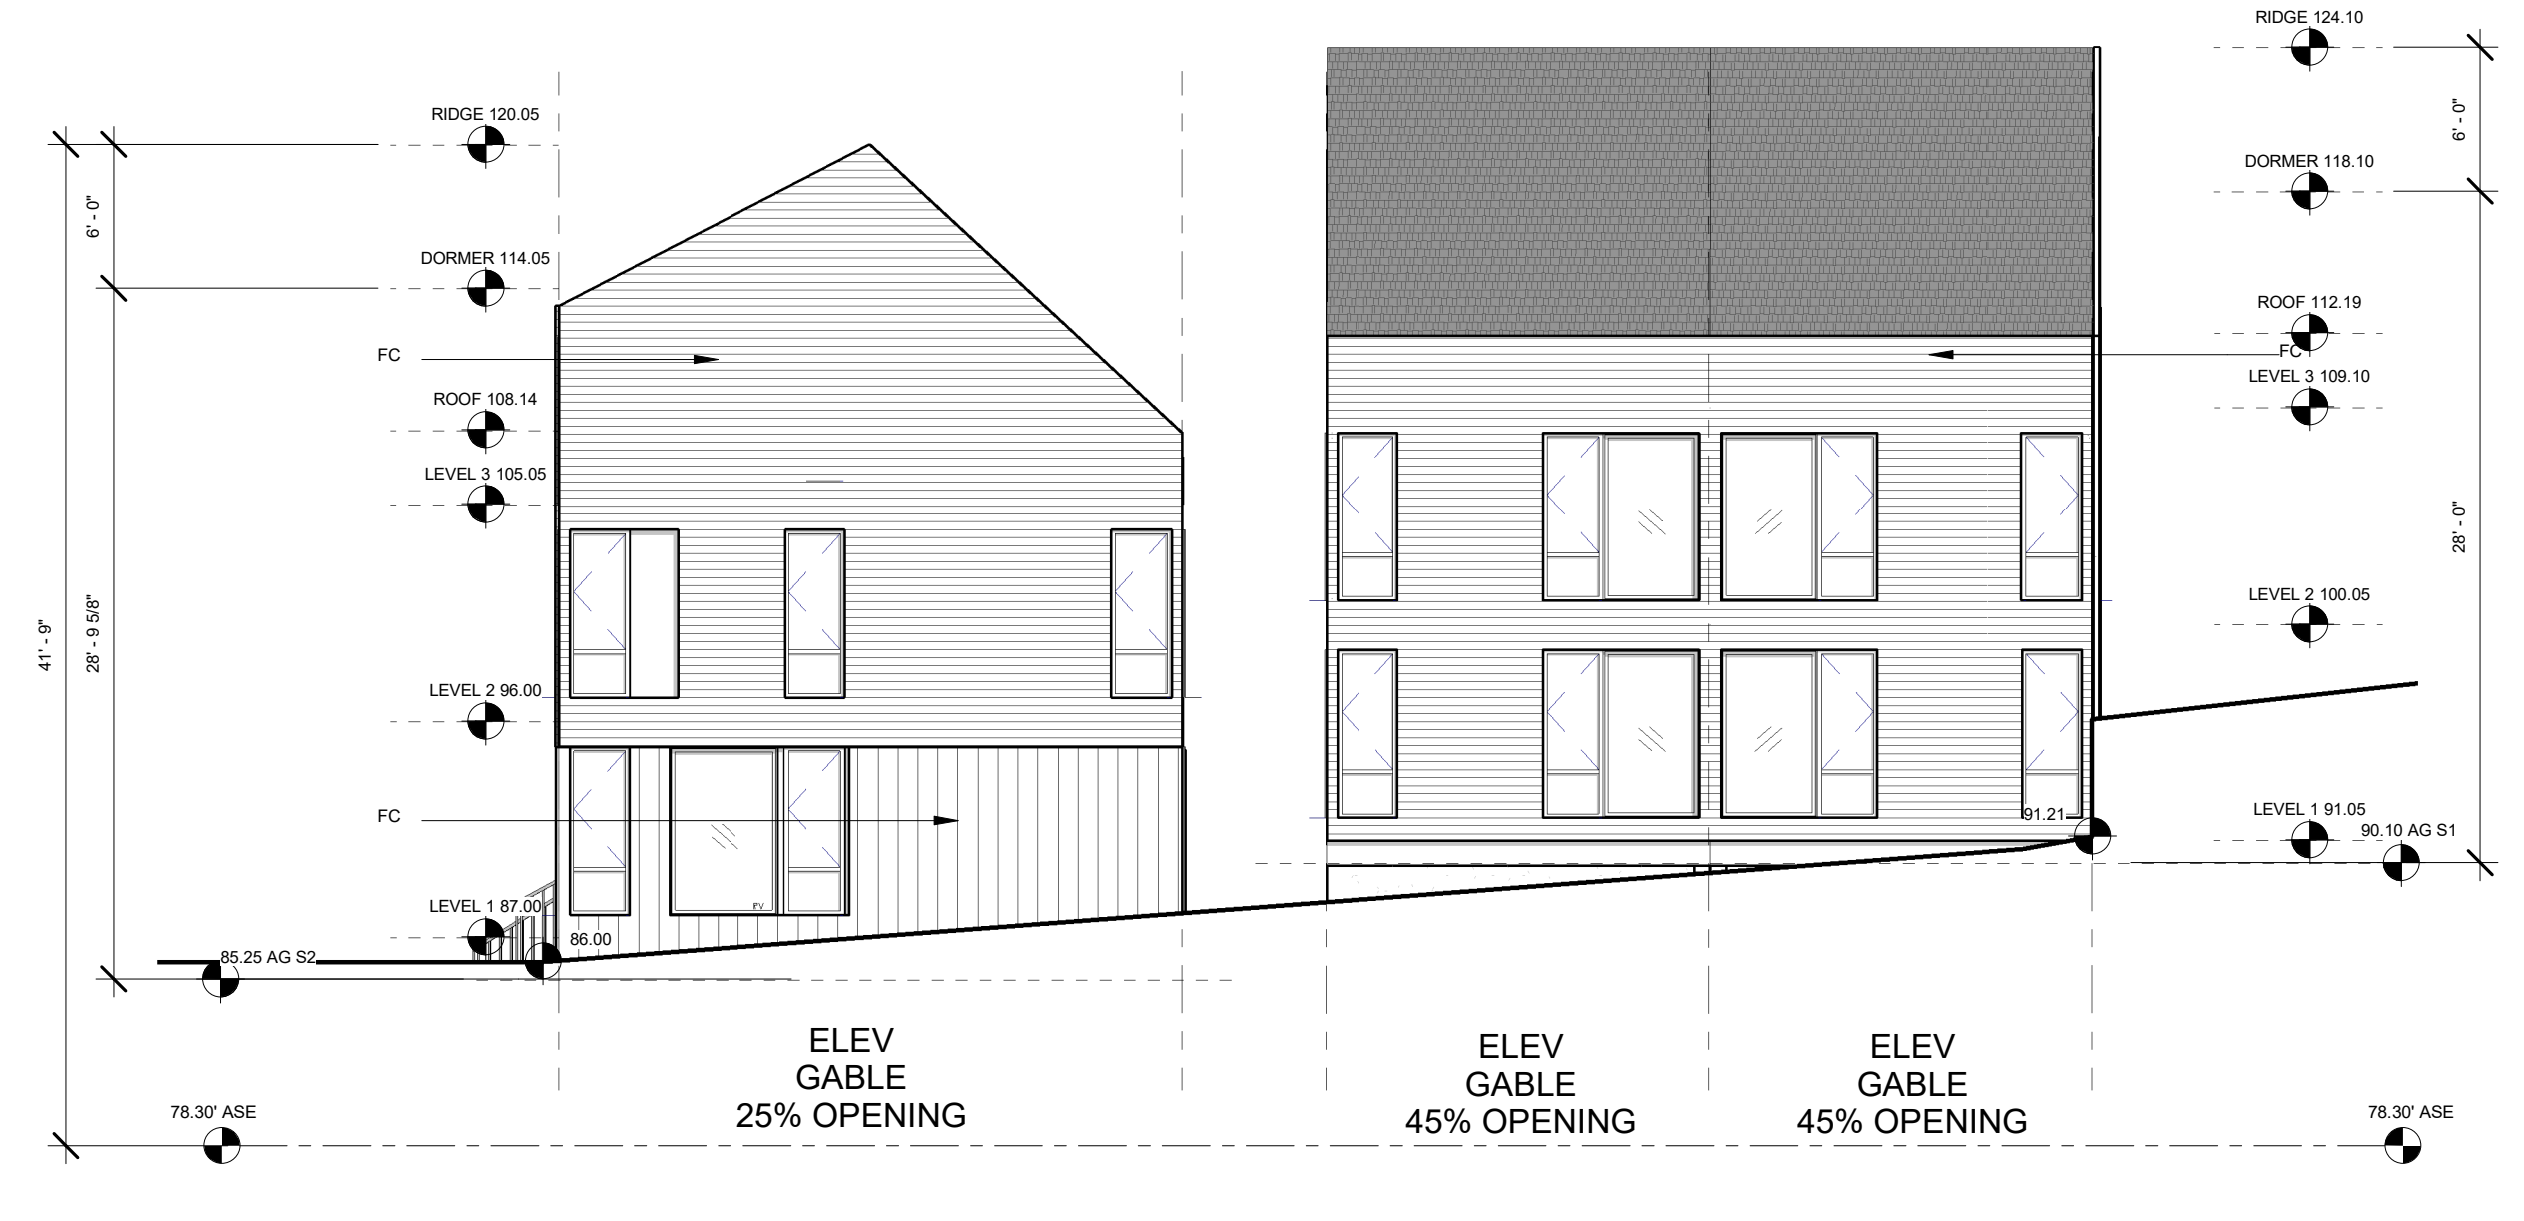 RIDGE 124.10
RIDGE 120.05
6' - 0"
DORMER 118.10
6' - 0"
DORMER 114.05
ROOF 112.19
FC
FC
LEVEL 3 109.10
ROOF 108.14
LEVEL 3 105.05
28' - 0"
LEVEL 2 100.05
41' - 9"
28' - 9 5/8"
LEVEL 2 96.00
FC
91.21
LEVEL 1 91.05
90.10 AG S1
LEVEL 1 87.00
86.00
85.25 AG S2
ELEV
GABLE
25% OPENING
ELEV
GABLE
45% OPENING
ELEV
GABLE
45% OPENING
78.30' ASE
78.30' ASE